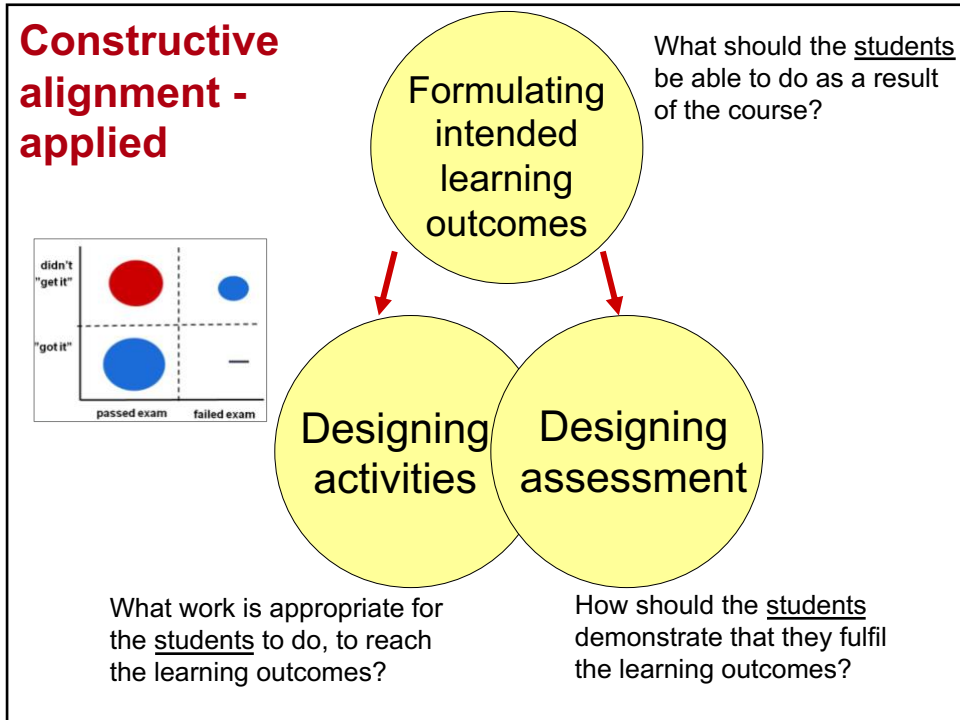 Constructive
alignment -
applied
Formulating
intended
learning
outcomes
What should the students
be able to do as a result
of the course?
didn't
"get it"
"got it"
passed exam failed exam
Designing
activities
Designing
assessment
What work is appropriate for
the students to do, to reach
the learning outcomes?
How should the students
demonstrate that they fulfil
the learning outcomes?